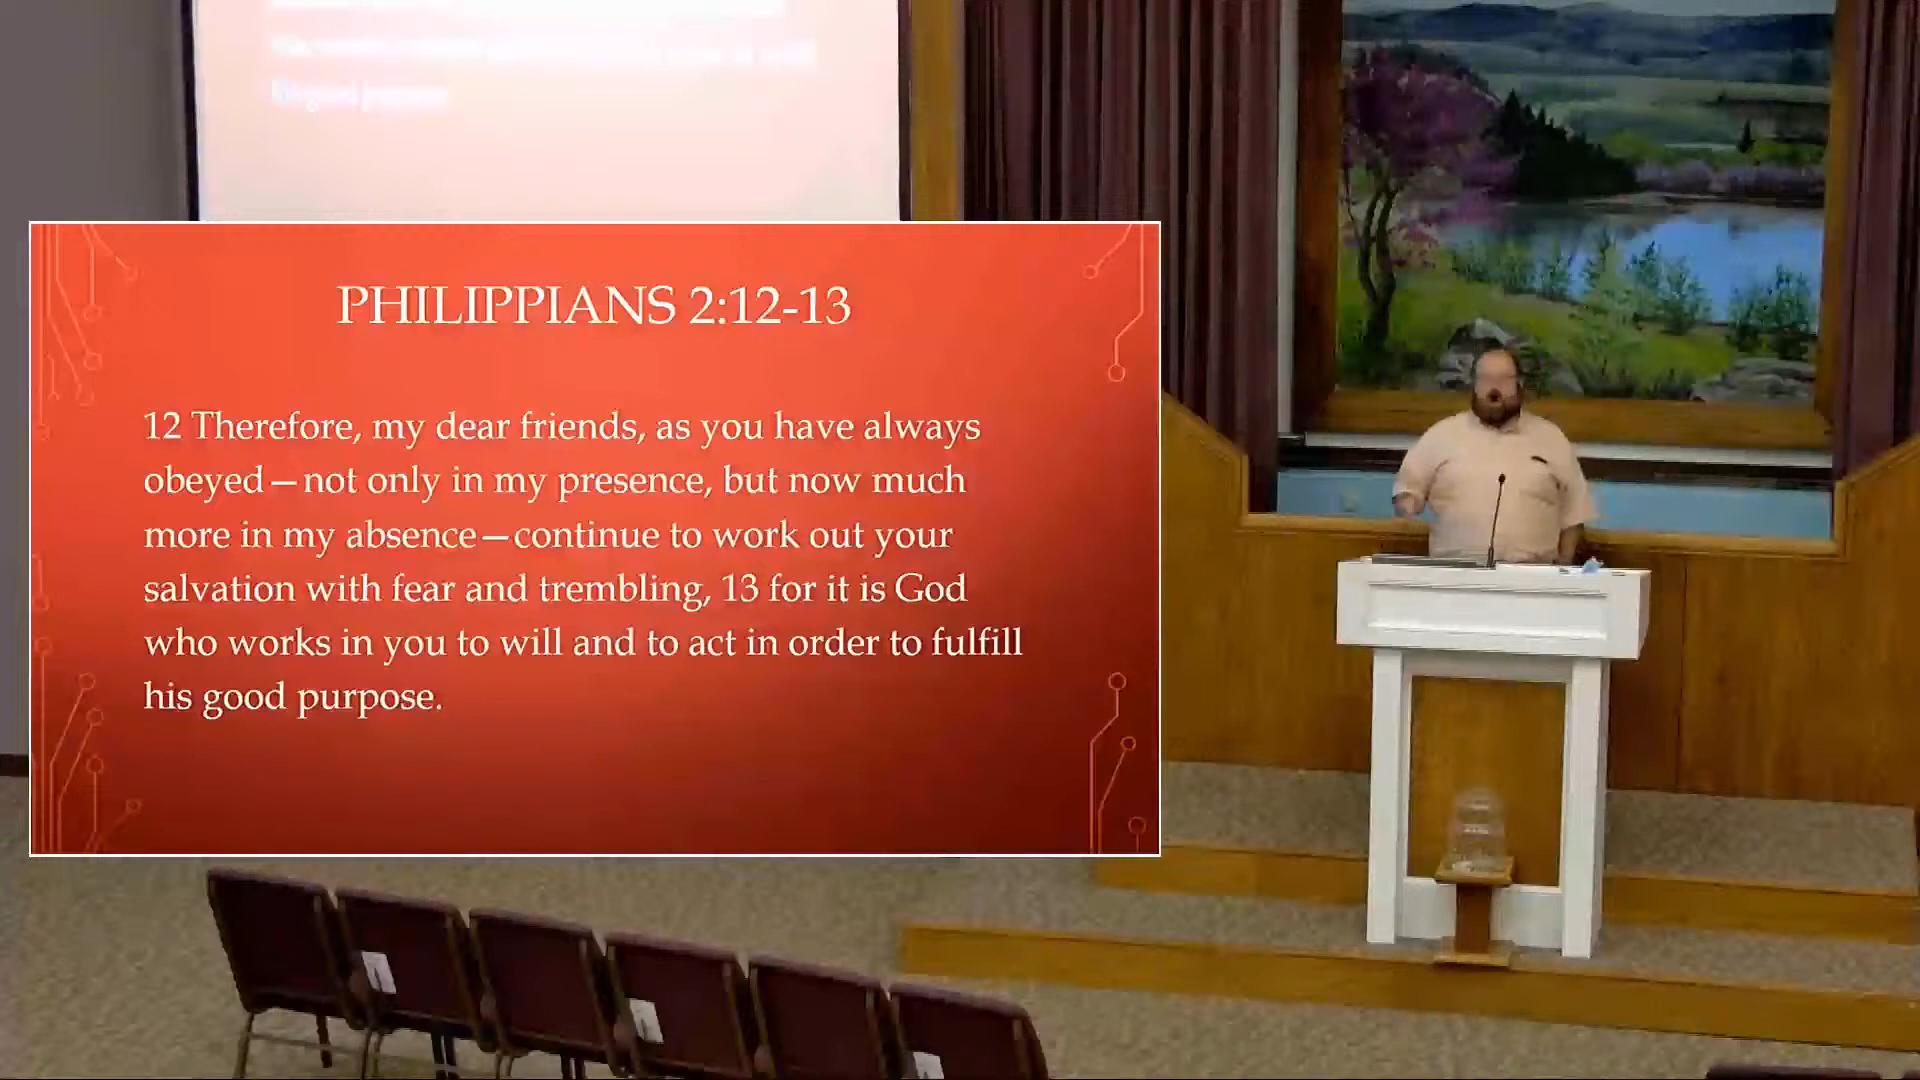 PHILIPPIANS 2:12-13
12 Therefore, my dear friends, as you have always
obeyed—not only in my presence, but now much
more in my absence—continue to work out your
salvation with fear and trembling, 13 for it is God
who works in you to will and to act in order to fulfill
his good purpose.